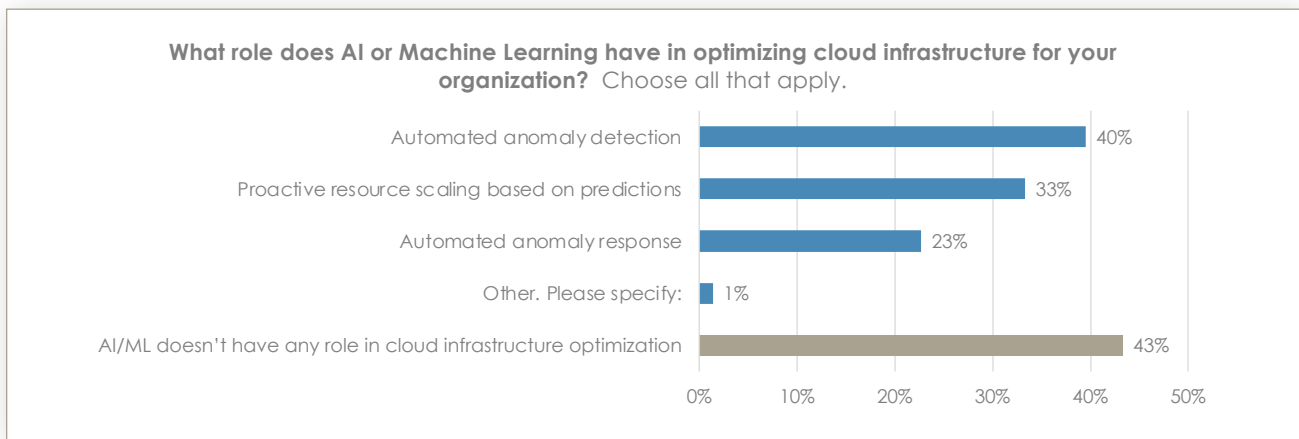 What role does AI or Machine Learning have in optimizing cloud infrastructure for your
organization? Choose all that apply.
Automated anomaly detection 40%
Proactive resource scaling based on predictions 33%
Automated anomaly response 23%
Other. Please specify: 1%
AI/ML doesn’t have any role in cloud infrastructure optimization 43%
0% 10% 20% 30% 40% 50%